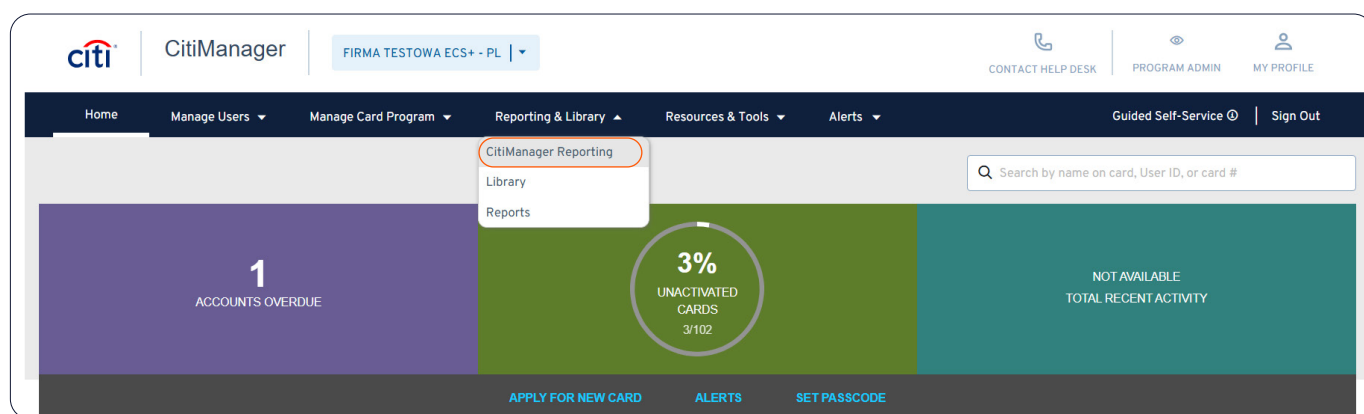 citi
CitiManager
FIRMA TESTOWA ECS+ - PL
CONTACT HELP DESK
PROGRAM ADMIN
MY PROFILE
Home
Manage Users
Manage Card Program
Reporting & Library
Resources & Tools
Alerts
Guided Self-Service
Sign Out
CitiManager Reporting
Library
Reports
Search by name on card, User ID, or card #
1
ACCOUNTS OVERDUE
3%
UNACTIVATED
CARDS
3/102
NOT AVAILABLE
TOTAL RECENT ACTIVITY
APPLY FOR NEW CARD
ALERTS
SET PASSCODE